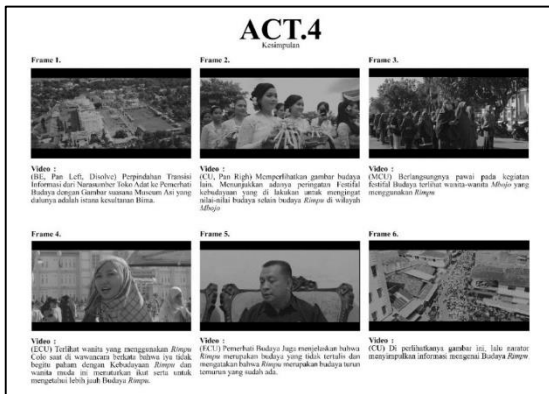 ACT.4
Kesimpulan
Frame 1.
Frame 2.
Frame 3.
Video :
(BE, Pan Left, Disolve) Perpindahan Transisi
Informasi dari Narasumber Toko Adat ke Pemerhati
Budaya dengan Gambar suasana Museum Asi yang
dalunya adalah istana kesultanan Bima.
Video :
(CU, Pan Righ) Memperlihatkan gambar budaya
lain. Menunjukkan adanya peringatan Festifal
kebudayaan yang di lakukan untuk mengingat
nilai-nilai budaya selain budaya Rimpu di wilayah
Mbojo
Video :
(MCU) Berlangsungnya pawai pada kegiatan
festifal Budaya terlihat wanita-wanita Mbojo yang
menggunakan Rimpu
Frame 4.
Frame 5.
Frame 6.
Video :
(ECU) Terlihat wanita yang menggunakan Rimpu
Colo saat di wawancara berkata bahwa iya tidak
begitu paham dengan Kebudayaan Rimpu dan
wanita muda ini menuturkan ikut serta untuk
mengetahui lebih jauh Budaya Rimpu.
Video :
(ECU) Pemerhati Budaya Juga menjelaskan bahwa
Rimpu merupakan budaya yang tidak tertulis dan
mengatakan bahwa Rimpu merupakan budaya turun
temurun yang sudah ada.
Video :
(CU) Di perlihatkanya gambar ini, lalu narator
menyimpulkan informasi mengenai Budaya Rimpu.